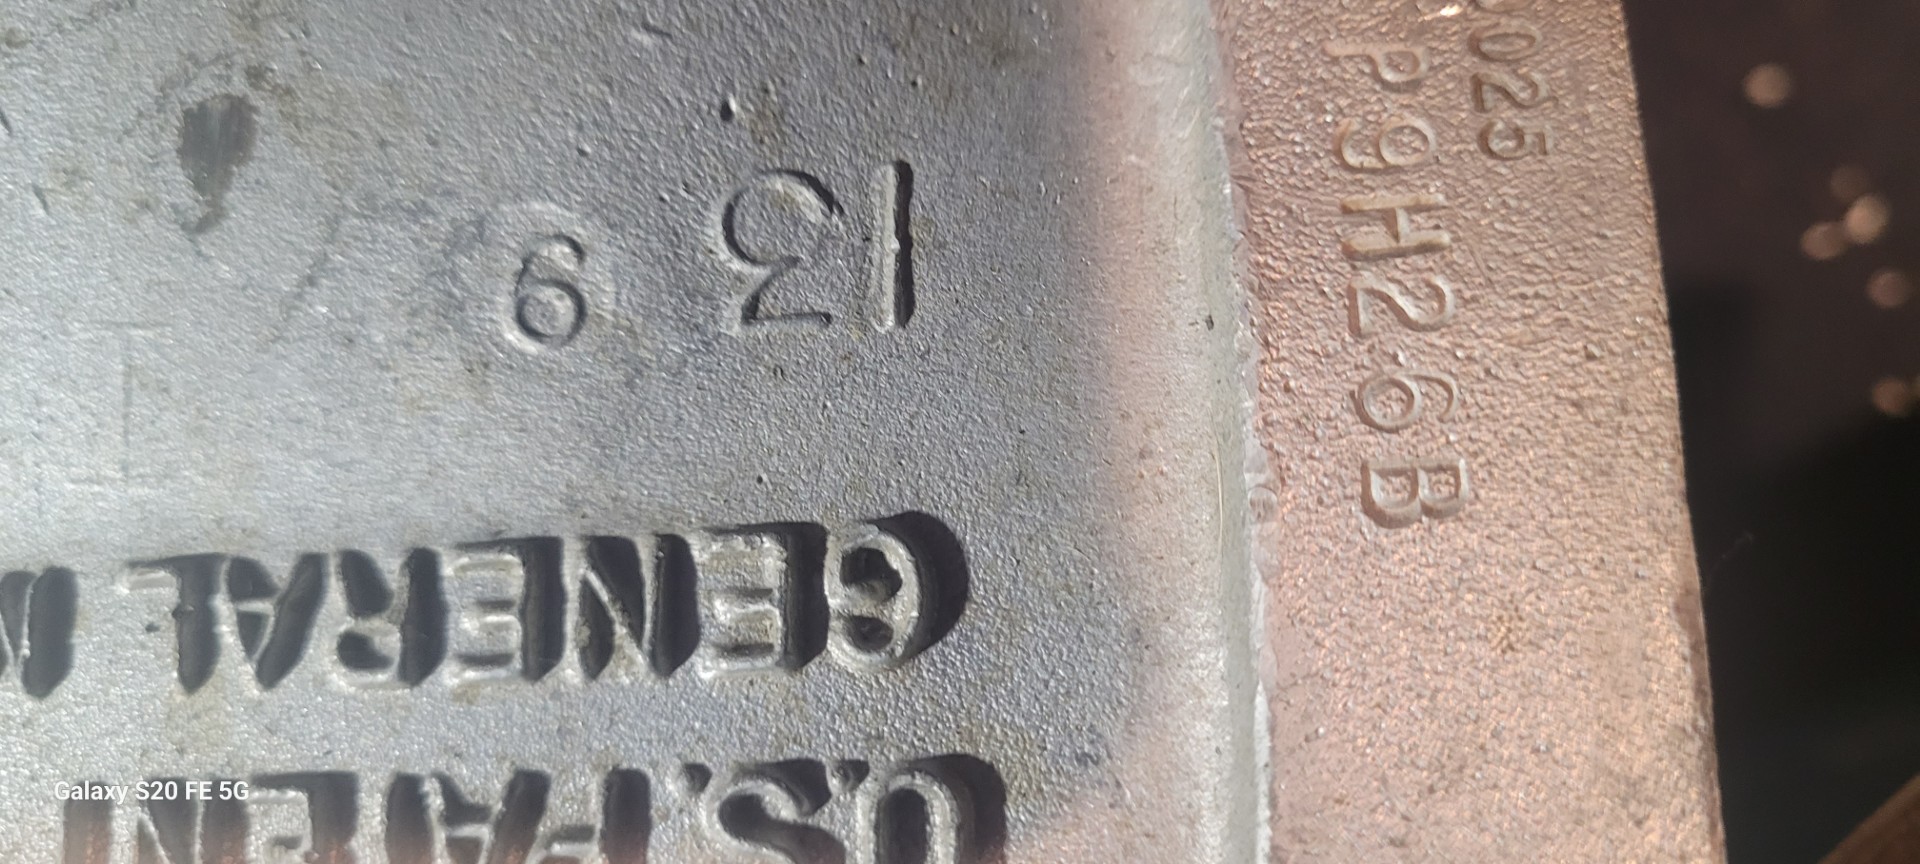 U.S. PATEN
GENERAL
13 6
025
P9H26B
Galaxy S20 FE 5G